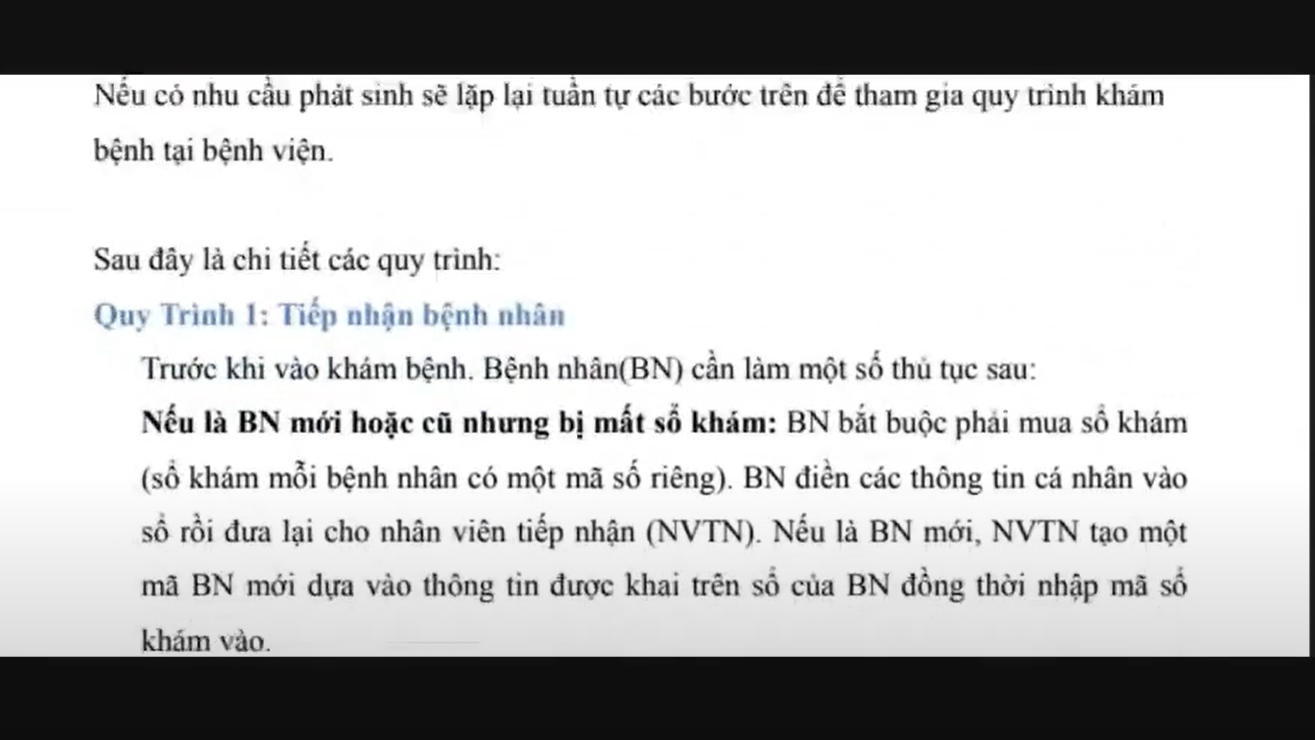 Nếu có nhu cầu phát sinh sẽ lặp lại tuần tự các bước trên để tham gia quy trình khám
bệnh tại bệnh viện.
Sau đây là chi tiết các quy trình:
Quy Trình 1: Tiếp nhận bệnh nhân
Trước khi vào khám bệnh. Bệnh nhân(BN) cần làm một số thủ tục sau:
Nếu là BN mới hoặc cũ nhưng bị mất sổ khám: BN bắt buộc phải mua sổ khám
(sổ khám mỗi bệnh nhân có một mã số riêng). BN điền các thông tin cá nhân vào
sổ rồi đưa lại cho nhân viên tiếp nhận (NVTN). Nếu là BN mới, NVTN tạo một
mã BN mới dựa vào thông tin được khai trên sổ của BN đồng thời nhập mã sổ
khám vào.